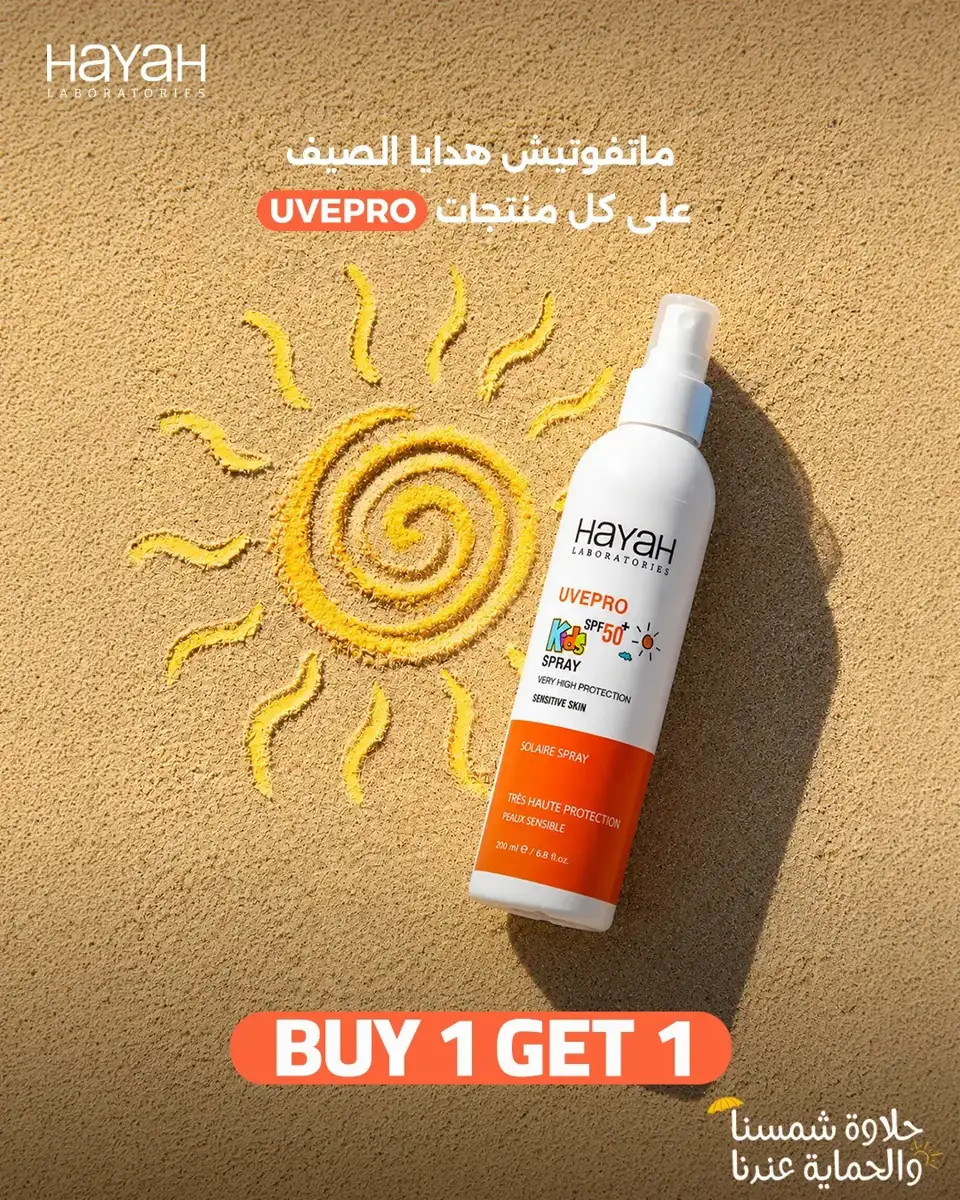 HAYAH
LABORATORIES
ماتفوتيش هدايا الصيف
على كل منتجات UVEPRO
HAYAH
LABORATORIES
UVEPRO
Kids SPF50+
SPRAY
VERY HIGH PROTECTION
SENSITIVE SKIN
SOLAIRE SPRAY
TRÈS HAUTE PROTECTION
PEAUX SENSIBLE
200 ml e / 6.8 fl.oz.
BUY 1 GET 1
حلاوة شمسنا
والحماية عندنا